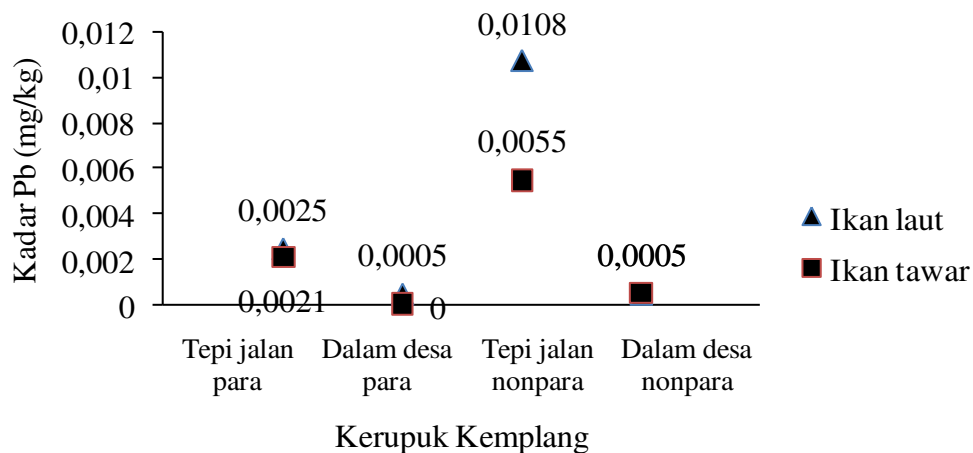 Kadar Pb (mg/kg)
0,012
0,01
0,008
0,006
0,004
0,002
0
0,0025
0,0021
0,0005
0
0,0108
0,0055
0,0005
Tepi jalan
para
Dalam desa
para
Tepi jalan
nonpara
Dalam desa
nonpara
Kerupuk Kemplang
Ikan laut
Ikan tawar